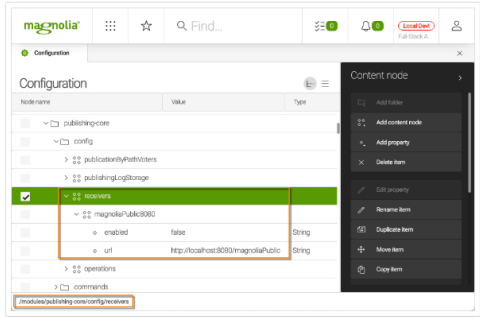 magnolia
Find...
0
0
Local Dev!
Full-Stack A...
Configuration
Configuration
Node name Value Type
publishing-core
config
publicationByPathVoters
publishingLogStorage
receivers
magnoliaPublic8080
enabled false String
url http://localhost:8080/magnoliaPublic String
operations
commands
/modules/publishing-core/config/receivers
Content node
Add folder
Add content node
Add property
Delete item
Edit property
Rename item
Duplicate item
Move item
Copy item